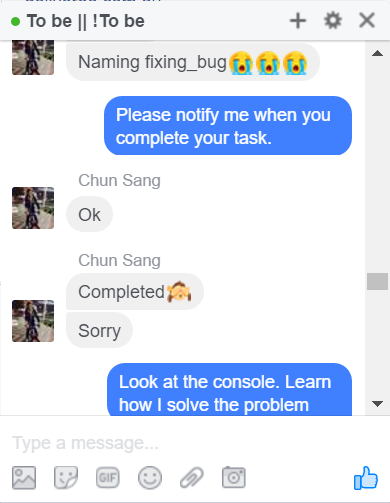 To be || !To be
Naming fixing_bug😭😭😭
Please notify me when you
complete your task.
Chun Sang
Ok
Chun Sang
Completed🙈
Sorry
Look at the console. Learn
how I solve the problem
Type a message...
GIF